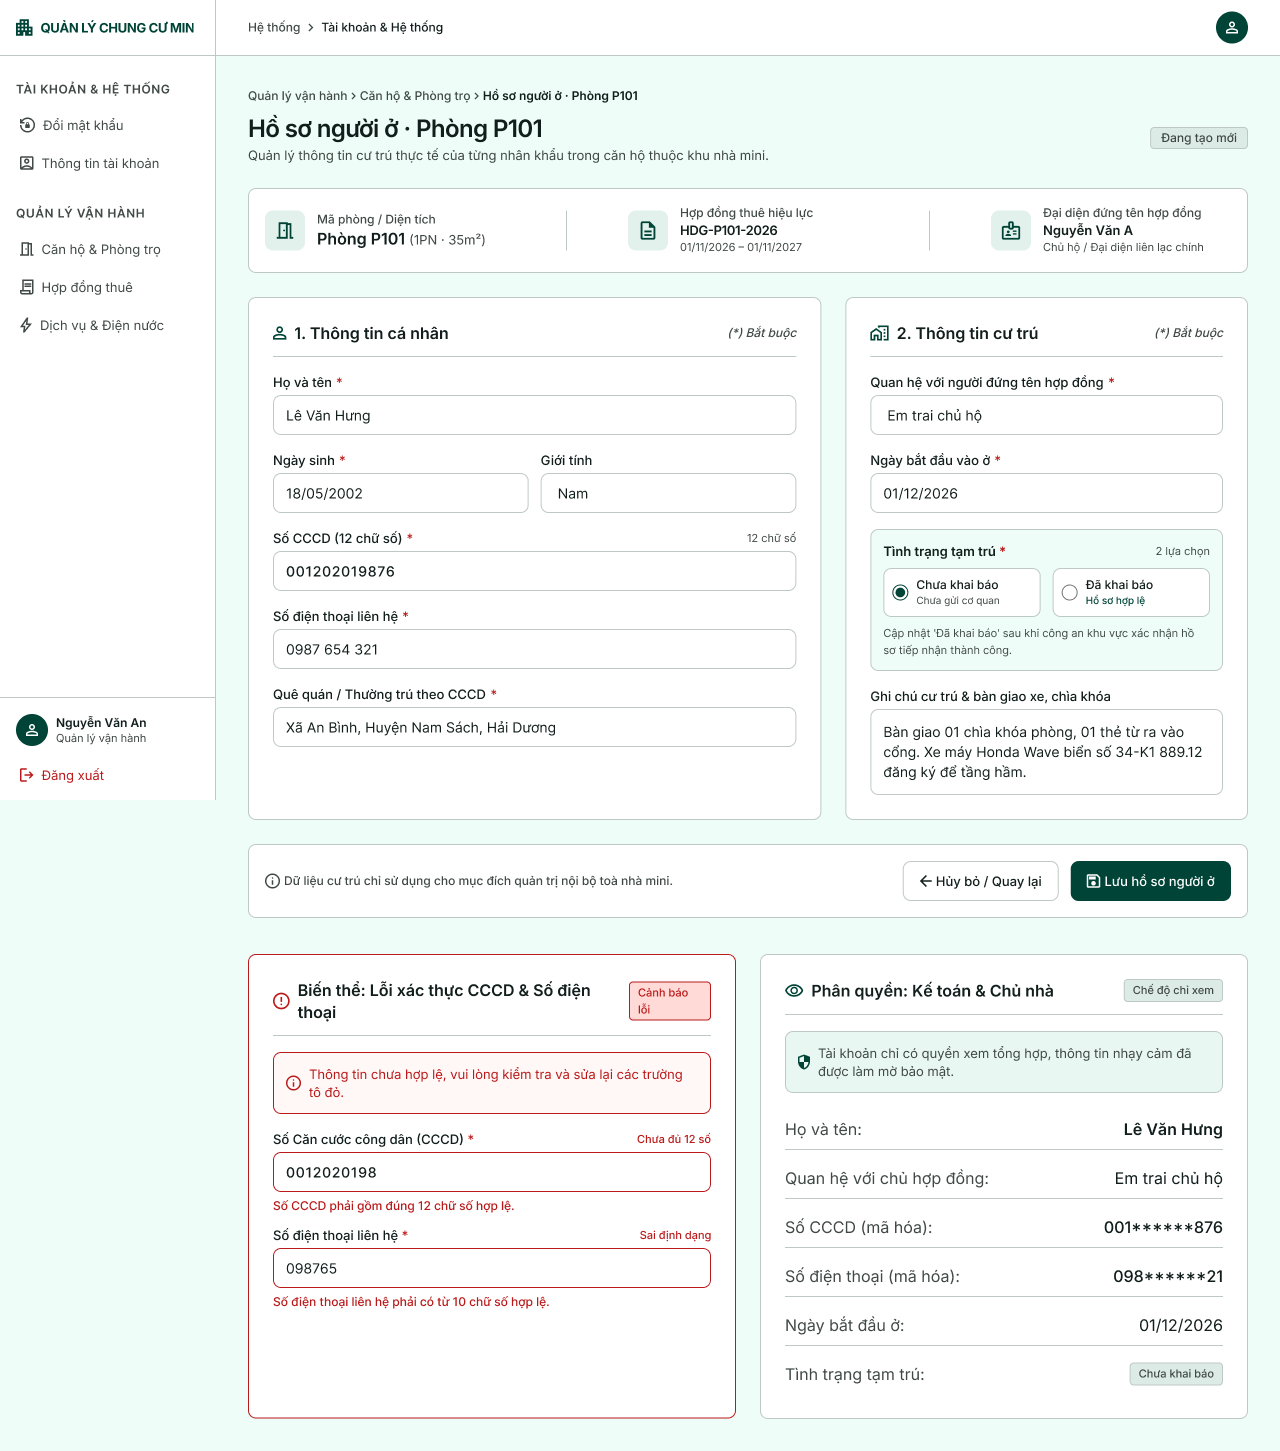 QUẢN LÝ CHUNG CƯ MIN
Hệ thống > Tài khoản & Hệ thống
TÀI KHOẢN & HỆ THỐNG
Đổi mật khẩu
Thông tin tài khoản
QUẢN LÝ VẬN HÀNH
Căn hộ & Phòng trọ
Hợp đồng thuê
Dịch vụ & Điện nước
Nguyễn Văn An
Quản lý vận hành
Đăng xuất
Quản lý vận hành > Căn hộ & Phòng trọ > Hồ sơ người ở · Phòng P101
Hồ sơ người ở · Phòng P101
Quản lý thông tin cư trú thực tế của từng nhân khẩu trong căn hộ thuộc khu nhà mini.
Đang tạo mới
Mã phòng / Diện tích
Phòng P101 (1PN · 35m²)
Hợp đồng thuê hiệu lực
HDG-P101-2026
01/11/2026 – 01/11/2027
Đại diện đứng tên hợp đồng
Nguyễn Văn A
Chủ hộ / Đại diện liên lạc chính
1. Thông tin cá nhân
(*) Bắt buộc
Họ và tên *
Lê Văn Hưng
Ngày sinh *
18/05/2002
Giới tính
Nam
Số CCCD (12 chữ số) *
12 chữ số
001202019876
Số điện thoại liên hệ *
0987 654 321
Quê quán / Thường trú theo CCCD *
Xã An Bình, Huyện Nam Sách, Hải Dương
2. Thông tin cư trú
(*) Bắt buộc
Quan hệ với người đứng tên hợp đồng *
Em trai chủ hộ
Ngày bắt đầu vào ở *
01/12/2026
Tình trạng tạm trú *
2 lựa chọn
Chưa khai báo
Chưa gửi cơ quan
Đã khai báo
Hồ sơ hợp lệ
Cập nhật 'Đã khai báo' sau khi công an khu vực xác nhận hồ
sơ tiếp nhận thành công.
Ghi chú cư trú & bàn giao xe, chìa khóa
Bàn giao 01 chìa khóa phòng, 01 thẻ từ ra vào
cổng. Xe máy Honda Wave biển số 34-K1 889.12
đăng ký để tầng hầm.
Dữ liệu cư trú chỉ sử dụng cho mục đích quản trị nội bộ toà nhà mini.
Hủy bỏ / Quay lại
Lưu hồ sơ người ở
Biến thể: Lỗi xác thực CCCD & Số điện
thoại
Cảnh báo
lỗi
Thông tin chưa hợp lệ, vui lòng kiểm tra và sửa lại các trường
tô đỏ.
Số Căn cước công dân (CCCD) *
Chưa đủ 12 số
0012020198
Số CCCD phải gồm đúng 12 chữ số hợp lệ.
Số điện thoại liên hệ *
Sai định dạng
098765
Số điện thoại liên hệ phải có từ 10 chữ số hợp lệ.
Phân quyền: Kế toán & Chủ nhà
Chế độ chỉ xem
Tài khoản chỉ có quyền xem tổng hợp, thông tin nhạy cảm đã
được làm mờ bảo mật.
Họ và tên:
Lê Văn Hưng
Quan hệ với chủ hợp đồng:
Em trai chủ hộ
Số CCCD (mã hóa):
001******876
Số điện thoại (mã hóa):
098******21
Ngày bắt đầu ở:
01/12/2026
Tình trạng tạm trú:
Chưa khai báo